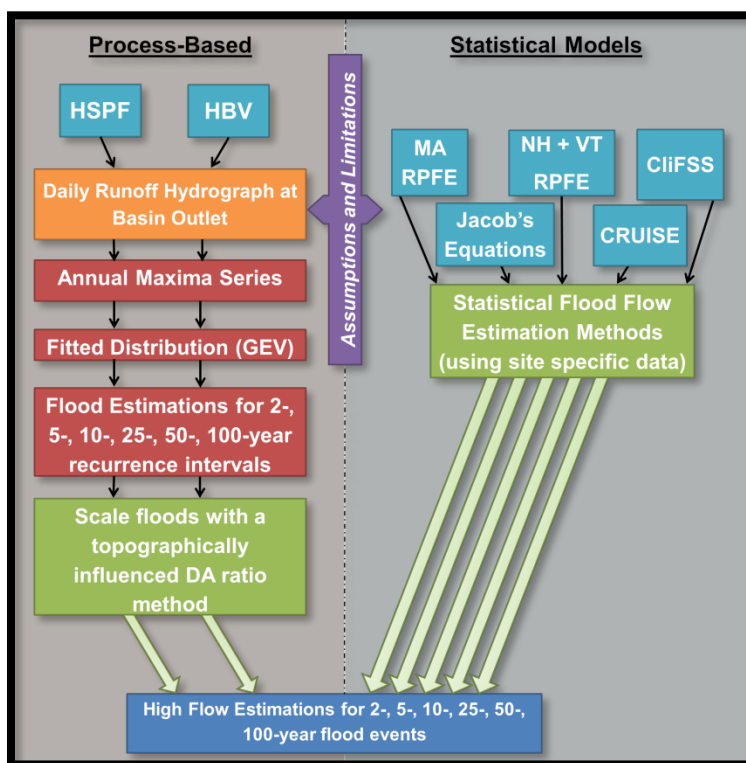 Process-Based
HSPF
HBV
Daily Runoff Hydrograph at
Basin Outlet
Annual Maxima Series
Fitted Distribution (GEV)
Flood Estimations for 2-,
5-, 10-, 25-, 50-, 100-year
recurrence intervals
Scale floods with a
topographically
influenced DA ratio
method
Assumptions and Limitations
Statistical Models
MA
RPFE
Jacob's
Equations
NH + VT
RPFE
CRUISE
CliFSS
Statistical Flood Flow
Estimation Methods
(using site specific data)
High Flow Estimations for 2-, 5-, 10-, 25-, 50-,
100-year flood events